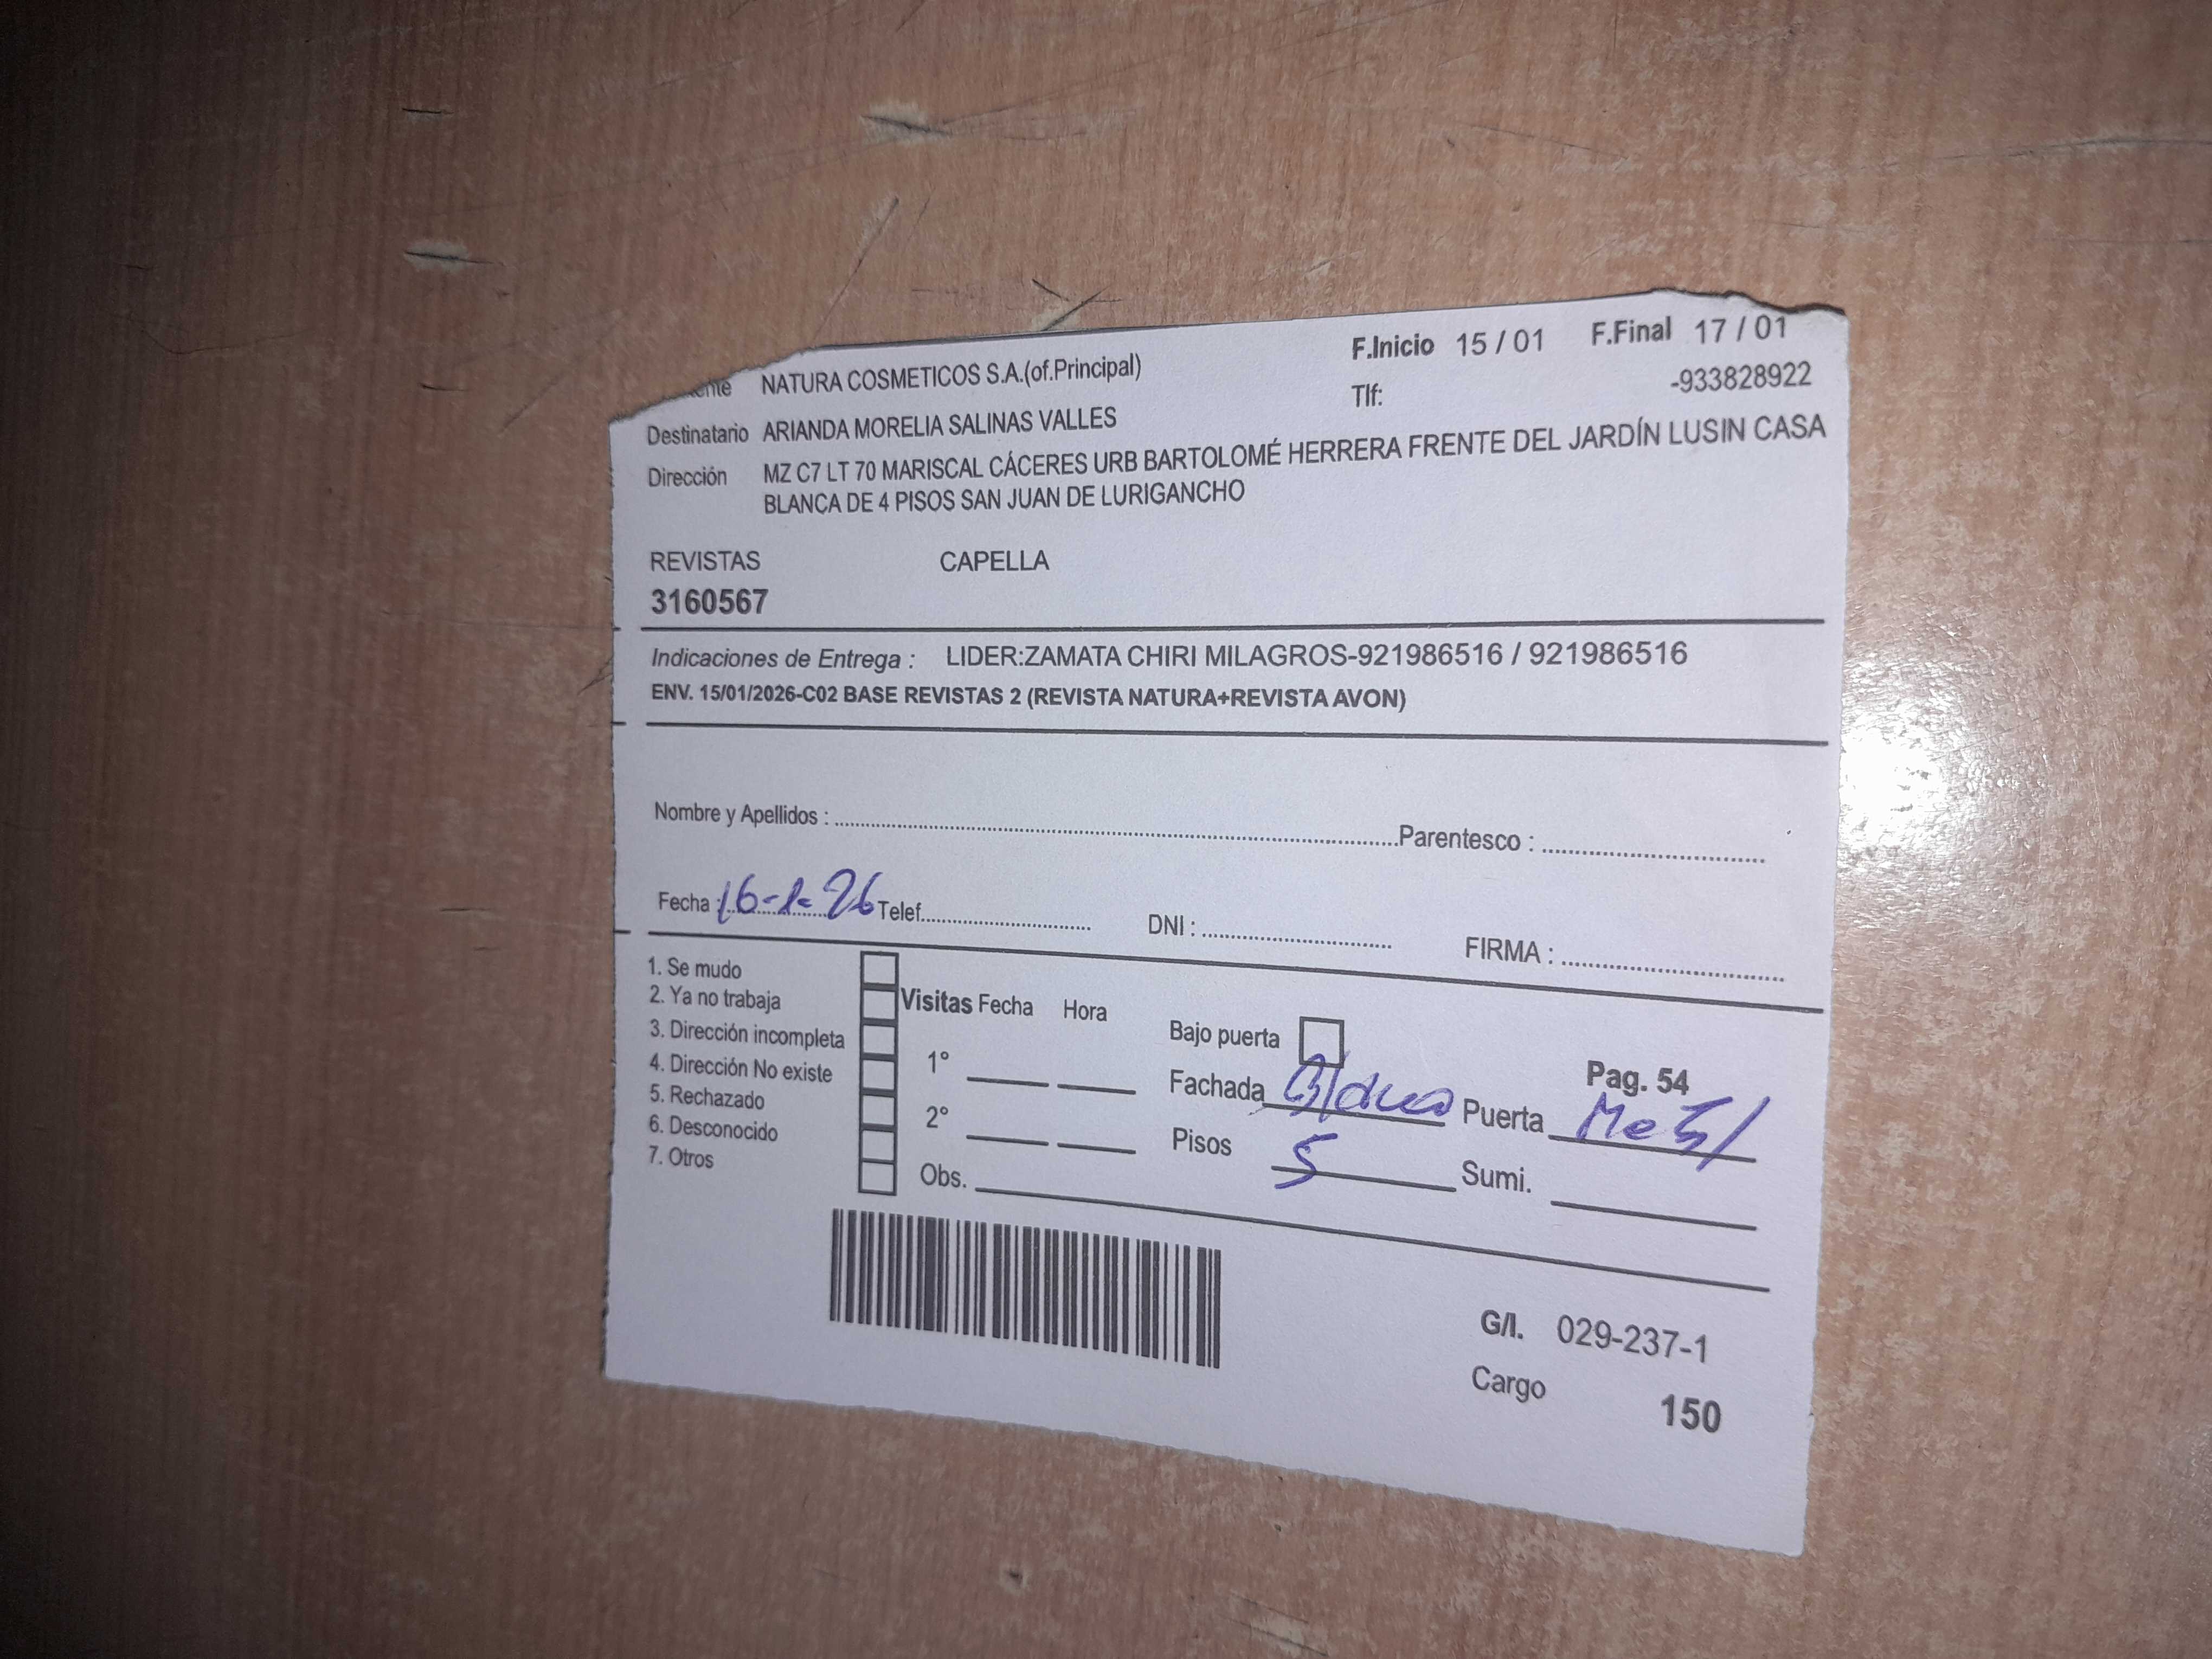 NATURA COSMETICOS S.A.(of.Principal) F.Inicio 15 / 01 F.Final 17 / 01
Tlf: -933828922
Destinatario ARIANDA MORELIA SALINAS VALLES
Dirección MZ C7 LT 70 MARISCAL CÁCERES URB BARTOLOMÉ HERRERA FRENTE DEL JARDÍN LUSIN CASA
BLANCA DE 4 PISOS SAN JUAN DE LURIGANCHO
REVISTAS CAPELLA
3160567
Indicaciones de Entrega : LIDER:ZAMATA CHIRI MILAGROS-921986516 / 921986516
ENV. 15/01/2026-C02 BASE REVISTAS 2 (REVISTA NATURA+REVISTA AVON)
Nombre y Apellidos : Parentesco :
Fecha : 16-1-26 Telef. DNI : FIRMA :
1. Se mudo
2. Ya no trabaja
3. Dirección incompleta
4. Dirección No existe
5. Rechazado
6. Desconocido
7. Otros
Visitas Fecha Hora
1°
2°
Obs.
Bajo puerta
Pag. 54
Fachada Blanco Puerta Metal
Pisos 5 Sumi.
G/I. 029-237-1
Cargo 150